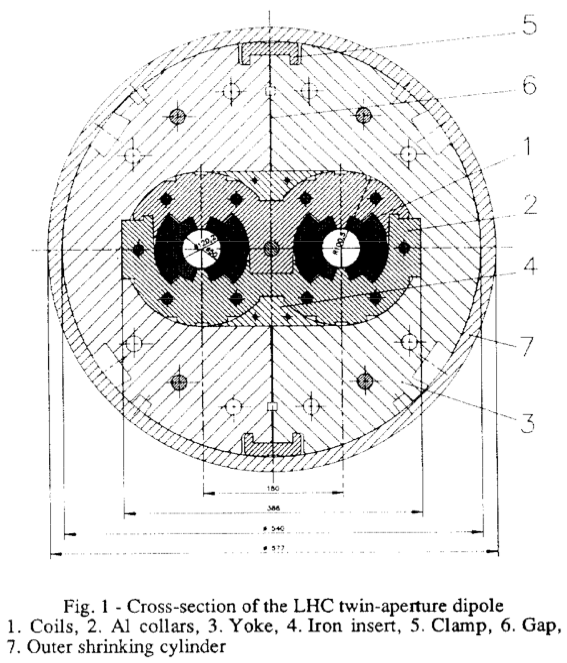 5
6
1
2
4
7
3
180
386
ø 540
Fig. 1 - Cross-section of the LHC twin-aperture dipole
1. Coils, 2. Al collars, 3. Yoke, 4. Iron insert, 5. Clamp, 6. Gap,
7. Outer shrinking cylinder